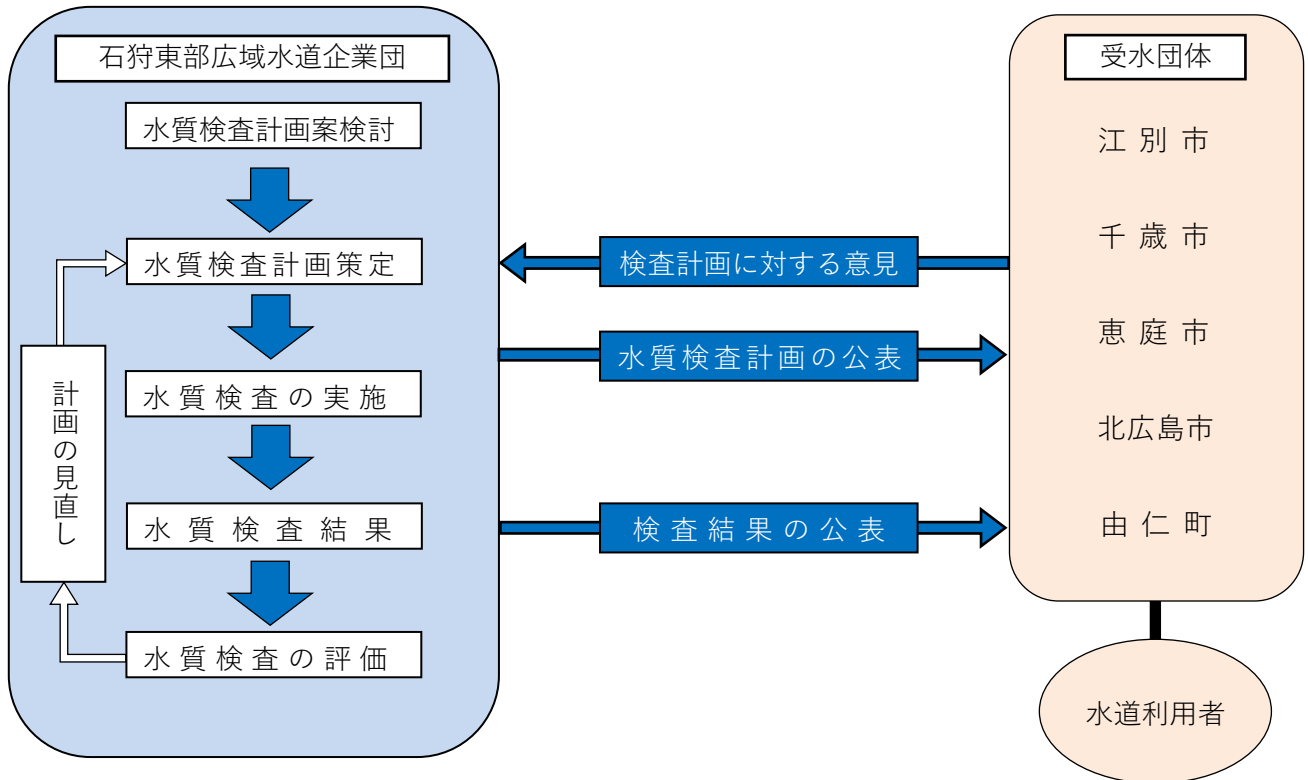 石狩東部広域水道企業団
水質検査計画案検討
水質検査計画策定
水質検査の実施
水質検査結果
水質検査の評価
計画の見直し
検査計画に対する意見
水質検査計画の公表
検査結果の公表
受水団体
江別市
千歳市
恵庭市
北広島市
由仁町
水道利用者